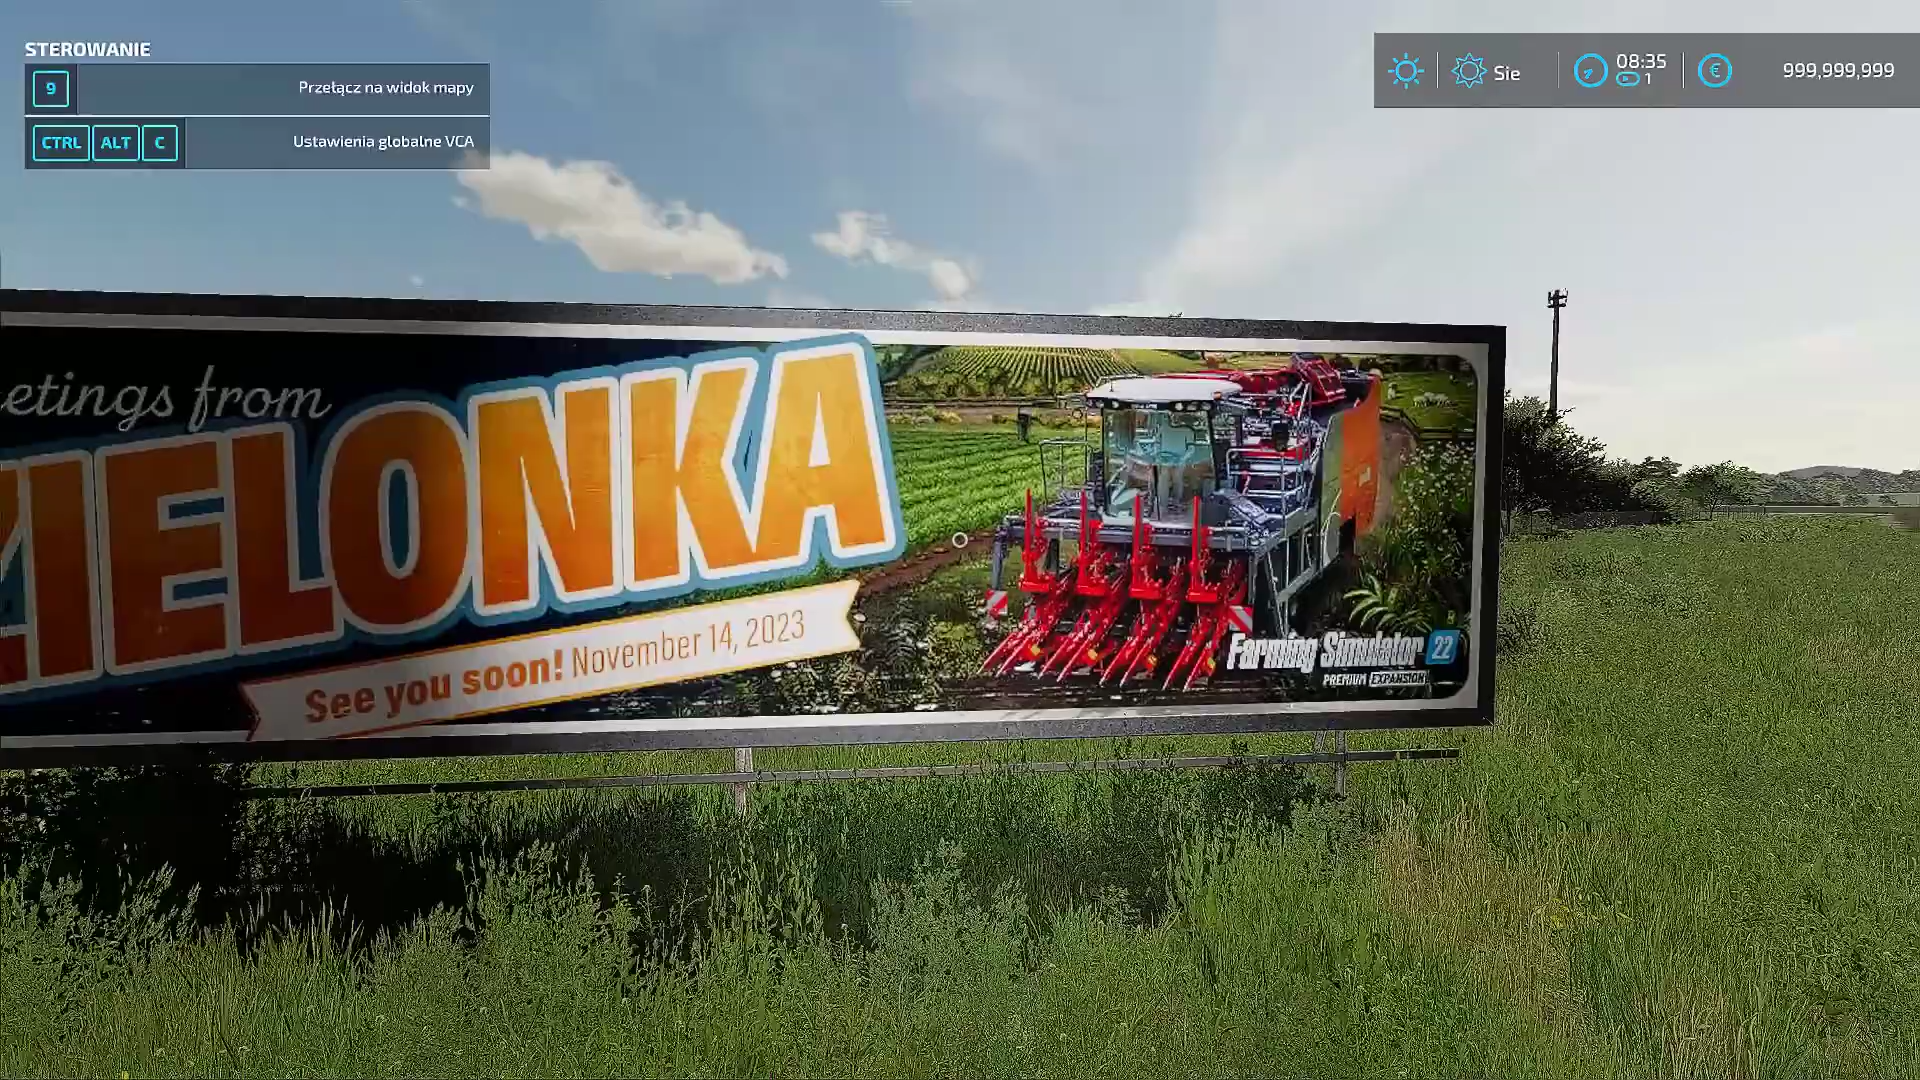 STEROWANIE
9 Przełącz na widok mapy
CTRL ALT C Ustawienia globalne VCA
Sie 08:35 1 999,999,999
etings from
IELONKA
See you soon! November 14, 2023
Farming Simulator 22
PREMIUM EXPANSION